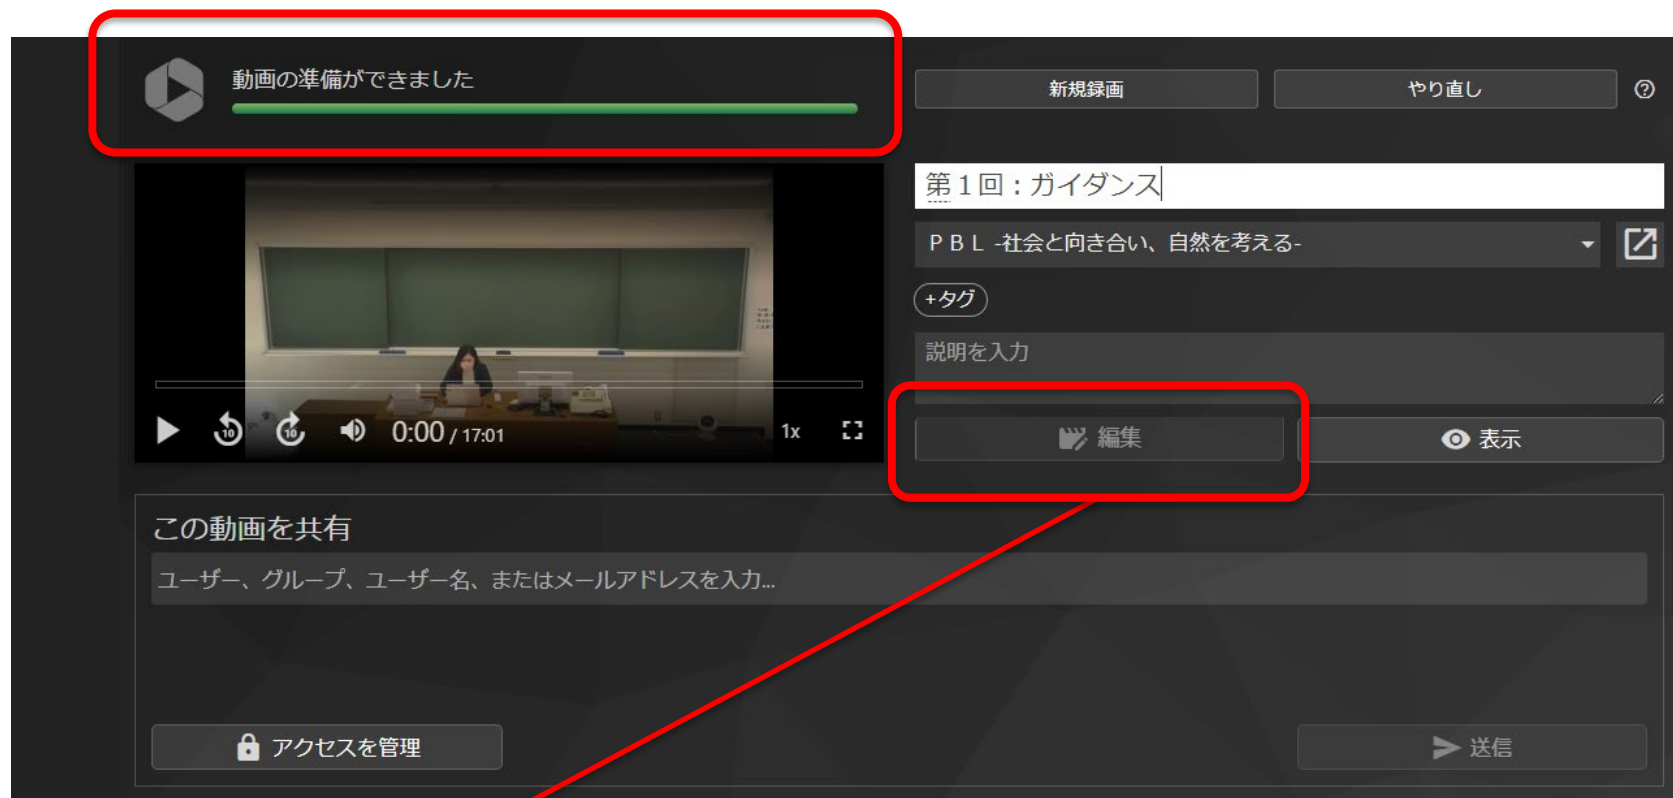 動画の準備ができました
新規録画
やり直し
第１回：ガイダンス
ＰＢＬ -社会と向き合い、自然を考える-
+タグ
説明を入力
10
10
0:00 / 17:01
1x
編集
表示
この動画を共有
ユーザー、グループ、ユーザー名、またはメールアドレスを入力...
アクセスを管理
送信